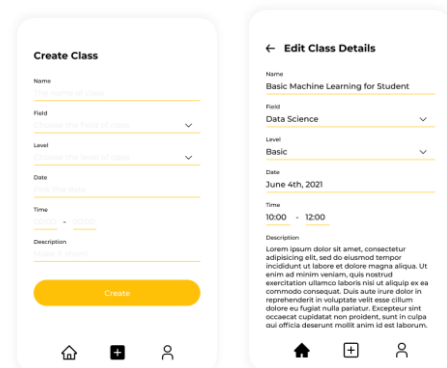 Create Class
Name
The name of class
Field
Choose the field of class
Level
Choose the level of class
Date
Pick the date
Time
00:00 - 00:00
Description
Make it short
Create
← Edit Class Details
Name
Basic Machine Learning for Student
Field
Data Science
Level
Basic
Date
June 4th, 2021
Time
10:00 - 12:00
Description
Lorem ipsum dolor sit amet, consectetur
adipisicing elit, sed do eiusmod tempor
incididunt ut labore et dolore magna aliqua. Ut
enim ad minim veniam, quis nostrud
exercitation ullamco laboris nisi ut aliquip ex ea
commodo consequat. Duis aute irure dolor in
reprehenderit in voluptate velit esse cillum
dolore eu fugiat nulla pariatur. Excepteur sint
occaecat cupidatat non proident, sunt in culpa
qui officia deserunt mollit anim id est laborum.